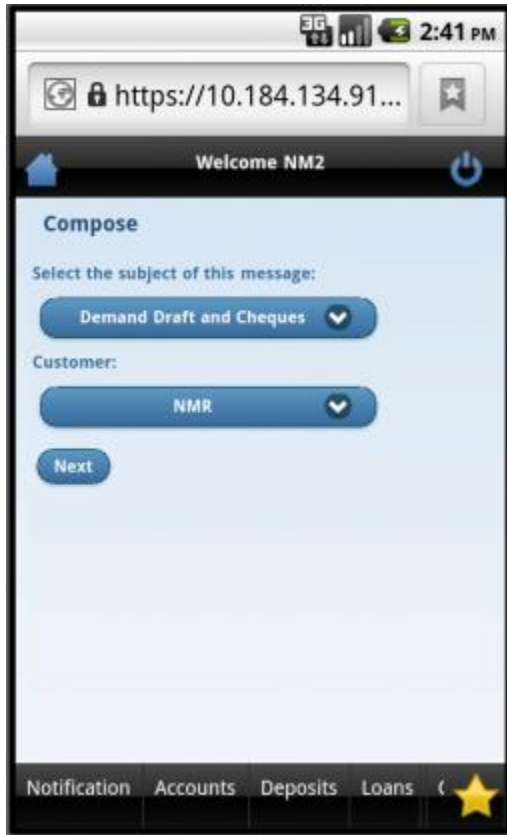 3G
2:41 PM
https://10.184.134.91...
Welcome NM2
Compose
Select the subject of this message:
Demand Draft and Cheques
Customer:
NMR
Next
Notification Accounts Deposits Loans